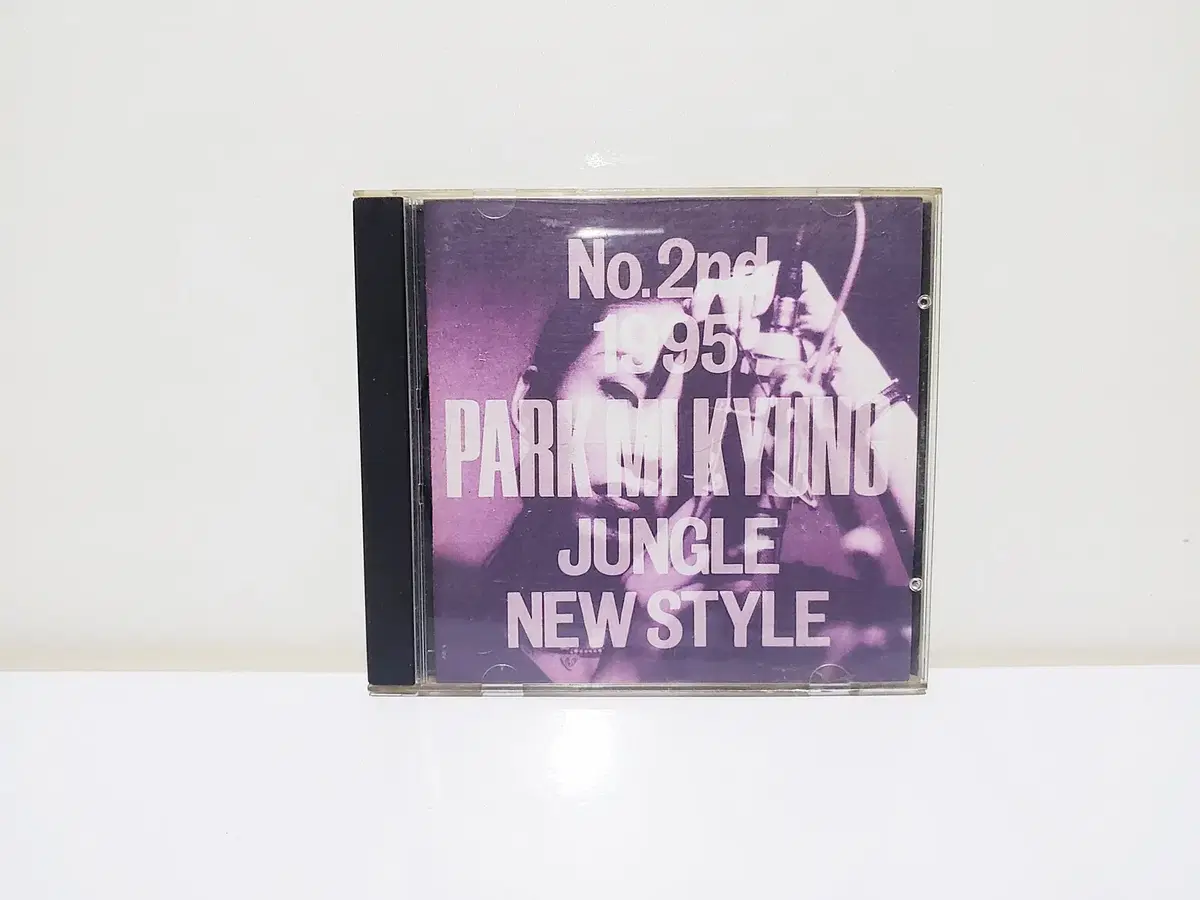 No.2nd
1995
PARK MI KYUNG
JUNGLE
NEW STYLE